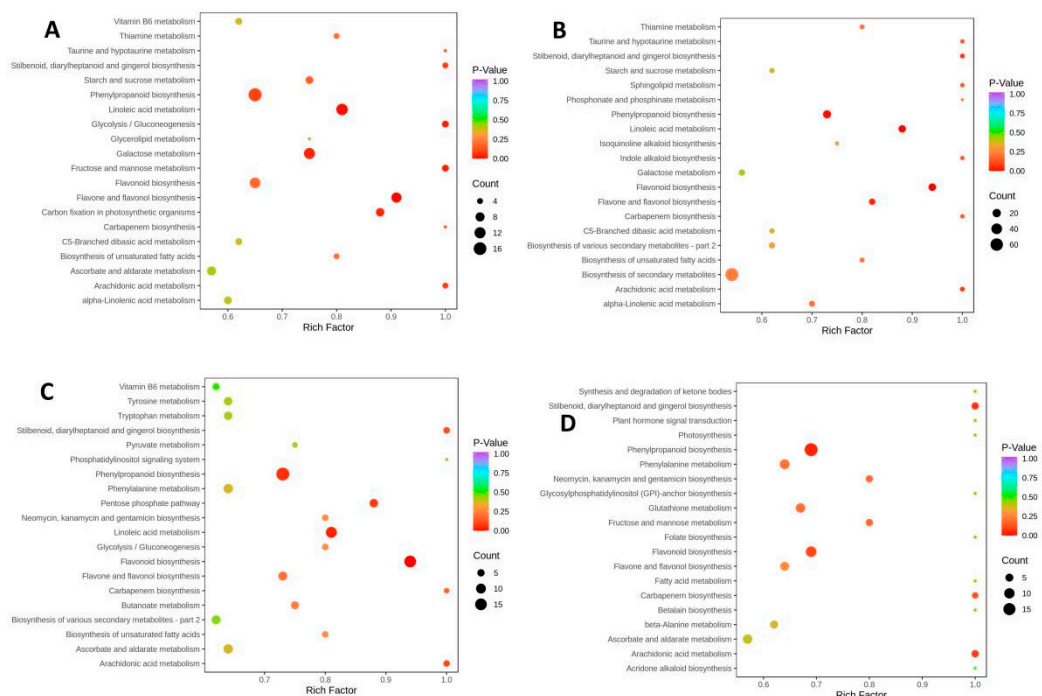 A
Vitamin B6 metabolism
Thiamine metabolism
Taurine and hypotaurine metabolism
Stilbenoid, diarylheptanoid and gingerol biosynthesis
Starch and sucrose metabolism
Phenylpropanoid biosynthesis
Linoleic acid metabolism
Glycolysis / Gluconeogenesis
Glycerolipid metabolism
Galactose metabolism
Fructose and mannose metabolism
Flavonoid biosynthesis
Flavone and flavonol biosynthesis
Carbon fixation in photosynthetic organisms
Carbapenem biosynthesis
C5-Branched dibasic acid metabolism
Biosynthesis of unsaturated fatty acids
Ascorbate and aldarate metabolism
Arachidonic acid metabolism
alpha-Linolenic acid metabolism
0.6 0.7 0.8 0.9 1.0
Rich Factor
P-Value
1.00
0.75
0.50
0.25
0.00
Count
4
8
12
16
B
Thiamine metabolism
Taurine and hypotaurine metabolism
Stilbenoid, diarylheptanoid and gingerol biosynthesis
Starch and sucrose metabolism
Sphingolipid metabolism
Phosphonate and phosphinate metabolism
Phenylpropanoid biosynthesis
Linoleic acid metabolism
Isoquinoline alkaloid biosynthesis
Indole alkaloid biosynthesis
Galactose metabolism
Flavonoid biosynthesis
Flavone and flavonol biosynthesis
Carbapenem biosynthesis
C5-Branched dibasic acid metabolism
Biosynthesis of various secondary metabolites - part 2
Biosynthesis of unsaturated fatty acids
Biosynthesis of secondary metabolites
Arachidonic acid metabolism
alpha-Linolenic acid metabolism
0.6 0.7 0.8 0.9 1.0
Rich Factor
P-Value
1.00
0.75
0.50
0.25
0.00
Count
20
40
60
C
Vitamin B6 metabolism
Tyrosine metabolism
Tryptophan metabolism
Stilbenoid, diarylheptanoid and gingerol biosynthesis
Pyruvate metabolism
Phosphatidylinositol signaling system
Phenylpropanoid biosynthesis
Phenylalanine metabolism
Pentose phosphate pathway
Neomycin, kanamycin and gentamicin biosynthesis
Linoleic acid metabolism
Glycolysis / Gluconeogenesis
Flavonoid biosynthesis
Flavone and flavonol biosynthesis
Carbapenem biosynthesis
Butanoate metabolism
Biosynthesis of various secondary metabolites - part 2
Biosynthesis of unsaturated fatty acids
Ascorbate and aldarate metabolism
Arachidonic acid metabolism
0.7 0.8 0.9 1.0
Rich Factor
P-Value
1.00
0.75
0.50
0.25
0.00
Count
5
10
15
D
Synthesis and degradation of ketone bodies
Stilbenoid, diarylheptanoid and gingerol biosynthesis
Plant hormone signal transduction
Photosynthesis
Phenylpropanoid biosynthesis
Phenylalanine metabolism
Neomycin, kanamycin and gentamicin biosynthesis
Glycosylphosphatidylinositol (GPI)-anchor biosynthesis
Glutathione metabolism
Fructose and mannose metabolism
Folate biosynthesis
Flavonoid biosynthesis
Flavone and flavonol biosynthesis
Fatty acid metabolism
Carbapenem biosynthesis
Betalain biosynthesis
beta-Alanine metabolism
Ascorbate and aldarate metabolism
Arachidonic acid metabolism
Acridone alkaloid biosynthesis
0.6 0.7 0.8 0.9 1.0
Rich Factor
P-Value
1.00
0.75
0.50
0.25
0.00
Count
5
10
15